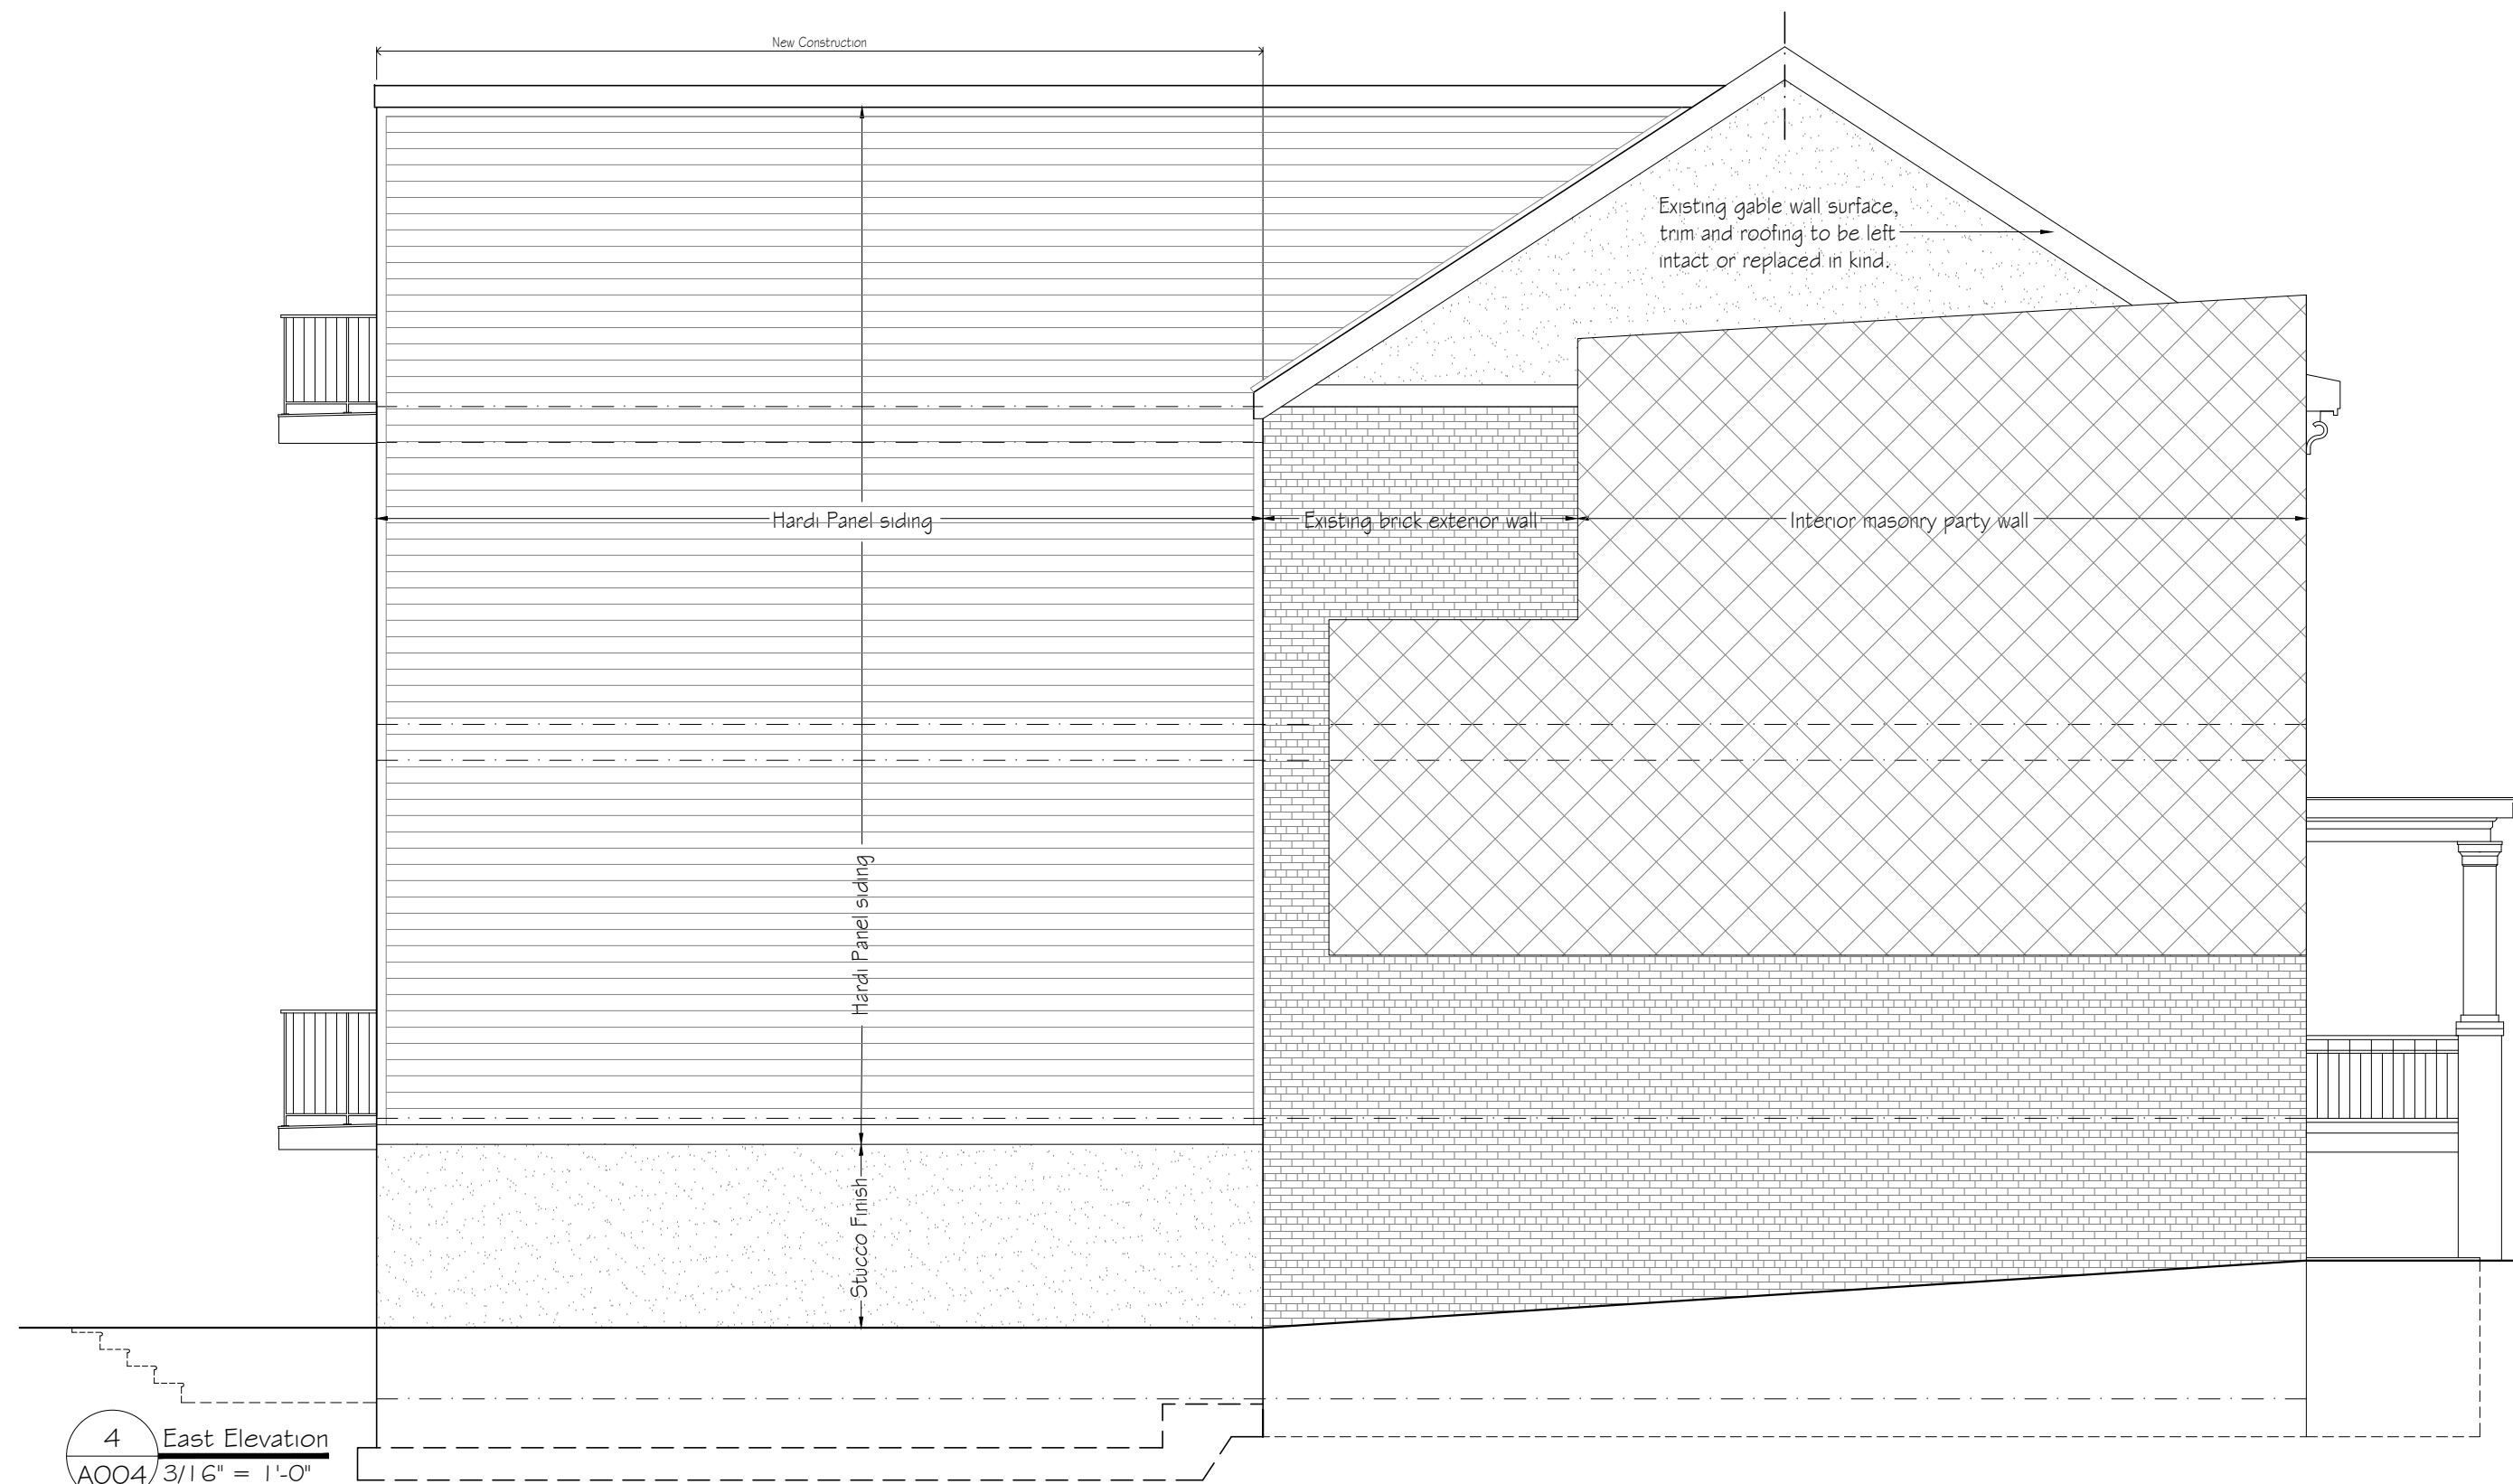 New Construction
Existing gable wall surface,
trim and roofing to be left
intact or replaced in kind.
Hardi Panel siding
Existing brick exterior wall
Interior masonry party wall
Hardi Panel siding
Stucco Finish
4
East Elevation
A004
3/16" = 1'-0"